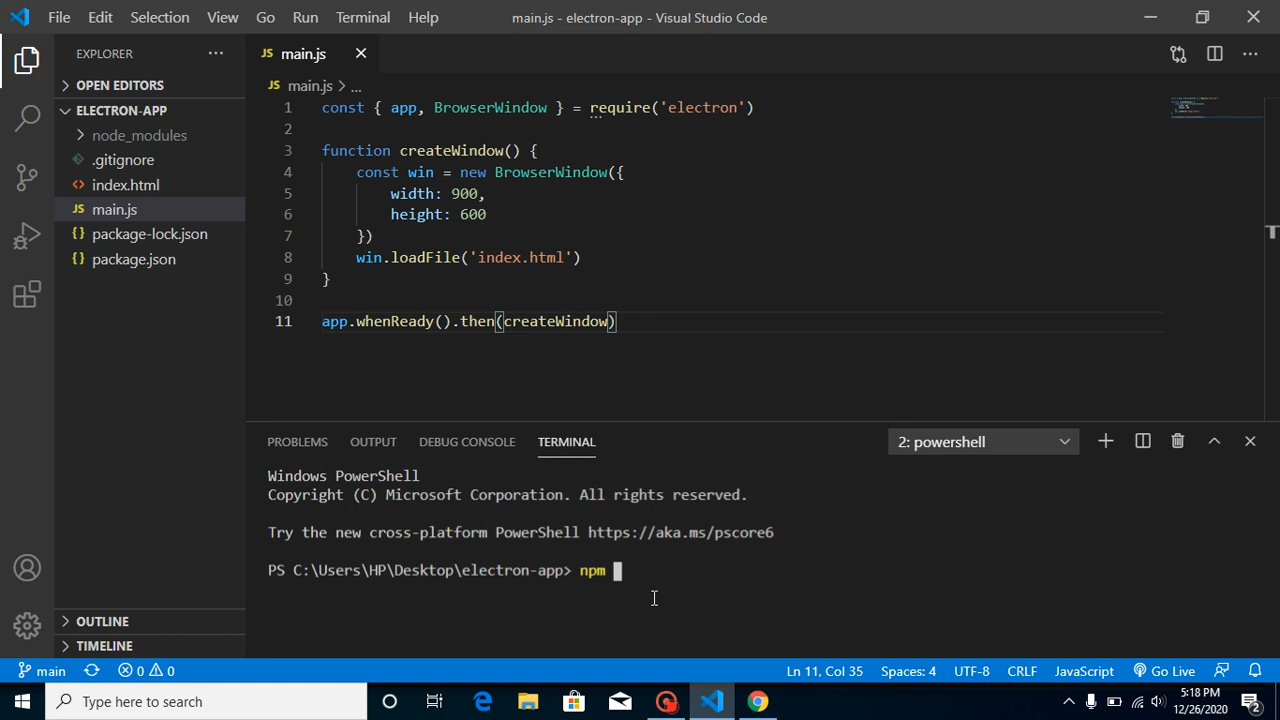 File Edit Selection View Go Run Terminal Help
main.js - electron-app - Visual Studio Code
EXPLORER
OPEN EDITORS
ELECTRON-APP
node_modules
.gitignore
index.html
JS main.js
package-lock.json
package.json
OUTLINE
TIMELINE
JS main.js
JS main.js > ...
1 const { app, BrowserWindow } = require('electron')
2
3 function createWindow() {
4 const win = new BrowserWindow({
5 width: 900,
6 height: 600
7 })
8 win.loadFile('index.html')
9 }
10
11 app.whenReady().then(createWindow)
PROBLEMS OUTPUT DEBUG CONSOLE TERMINAL
2: powershell
Windows PowerShell
Copyright (C) Microsoft Corporation. All rights reserved.
Try the new cross-platform PowerShell https://aka.ms/pscore6
PS C:\Users\HP\Desktop\electron-app> npm
main 0 0
Ln 11, Col 35 Spaces: 4 UTF-8 CRLF JavaScript Go Live
Type here to search
5:18 PM
12/26/2020
2